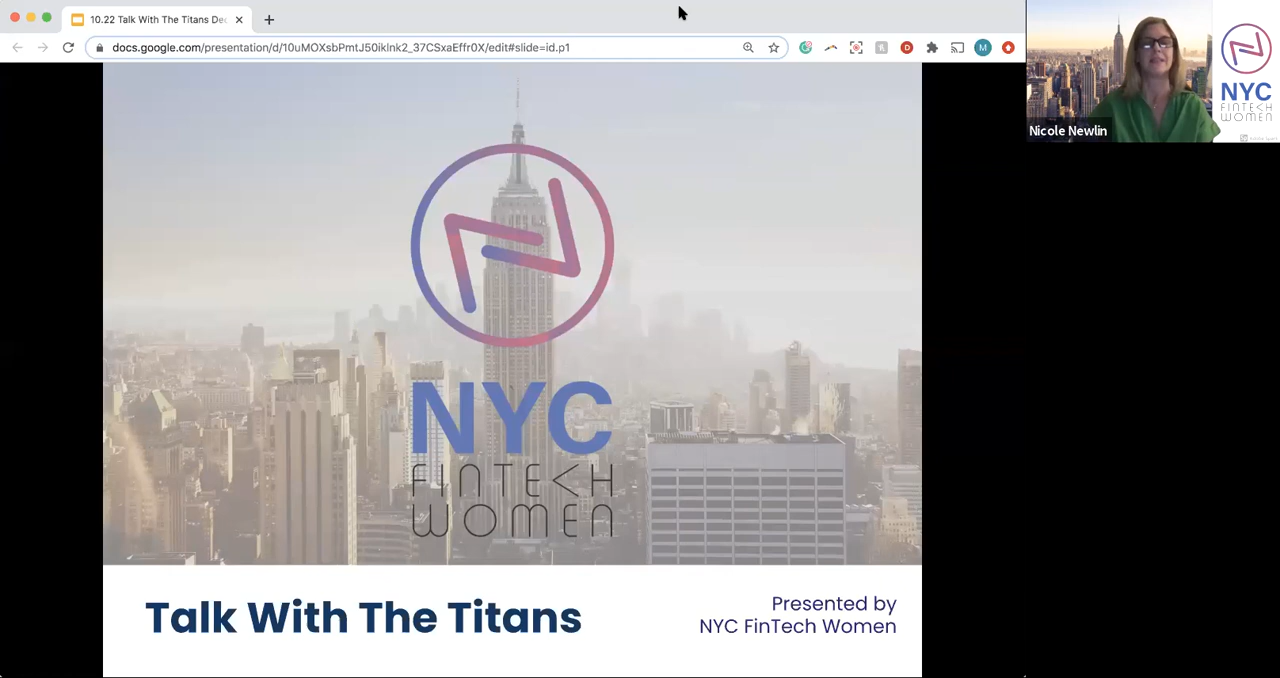 10.22 Talk With The Titans Dec
docs.google.com/presentation/d/10uMOXsbPmtJ50iklnk2_37CSxaEffr0X/edit#slide=id.p1
M
Nicole Newlin
NYC
FINTECH
WOMEN
NYC
FINTECH
WOMEN
Talk With The Titans
Presented by
NYC FinTech Women